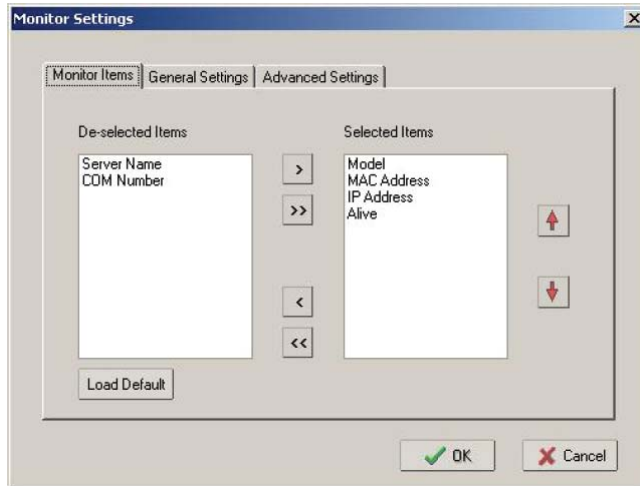 Monitor Settings
Monitor Items General Settings Advanced Settings
De-selected Items Selected Items
Server Name
COM Number
>
>>
<
<<
Model
MAC Address
IP Address
Alive
Load Default
OK Cancel